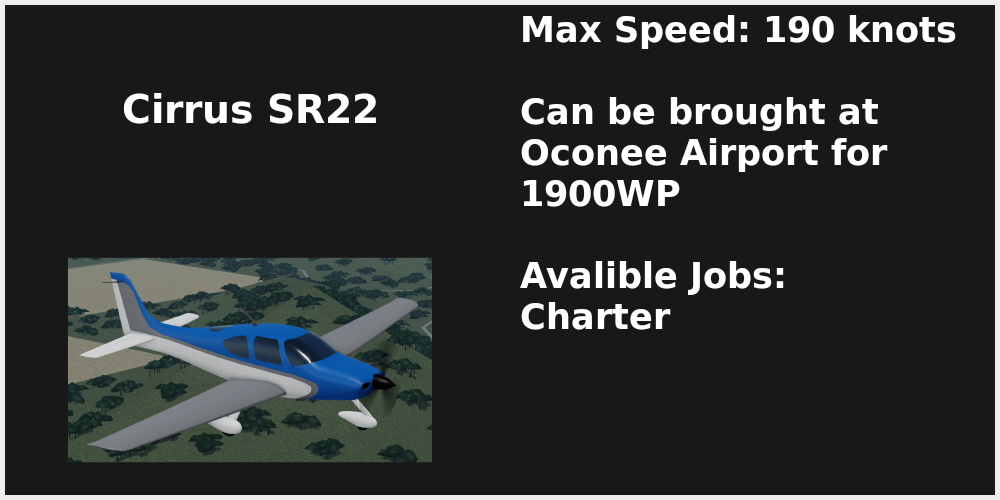 Cirrus SR22
Max Speed: 190 knots
Can be brought at
Oconee Airport for
1900WP
Avalible Jobs:
Charter